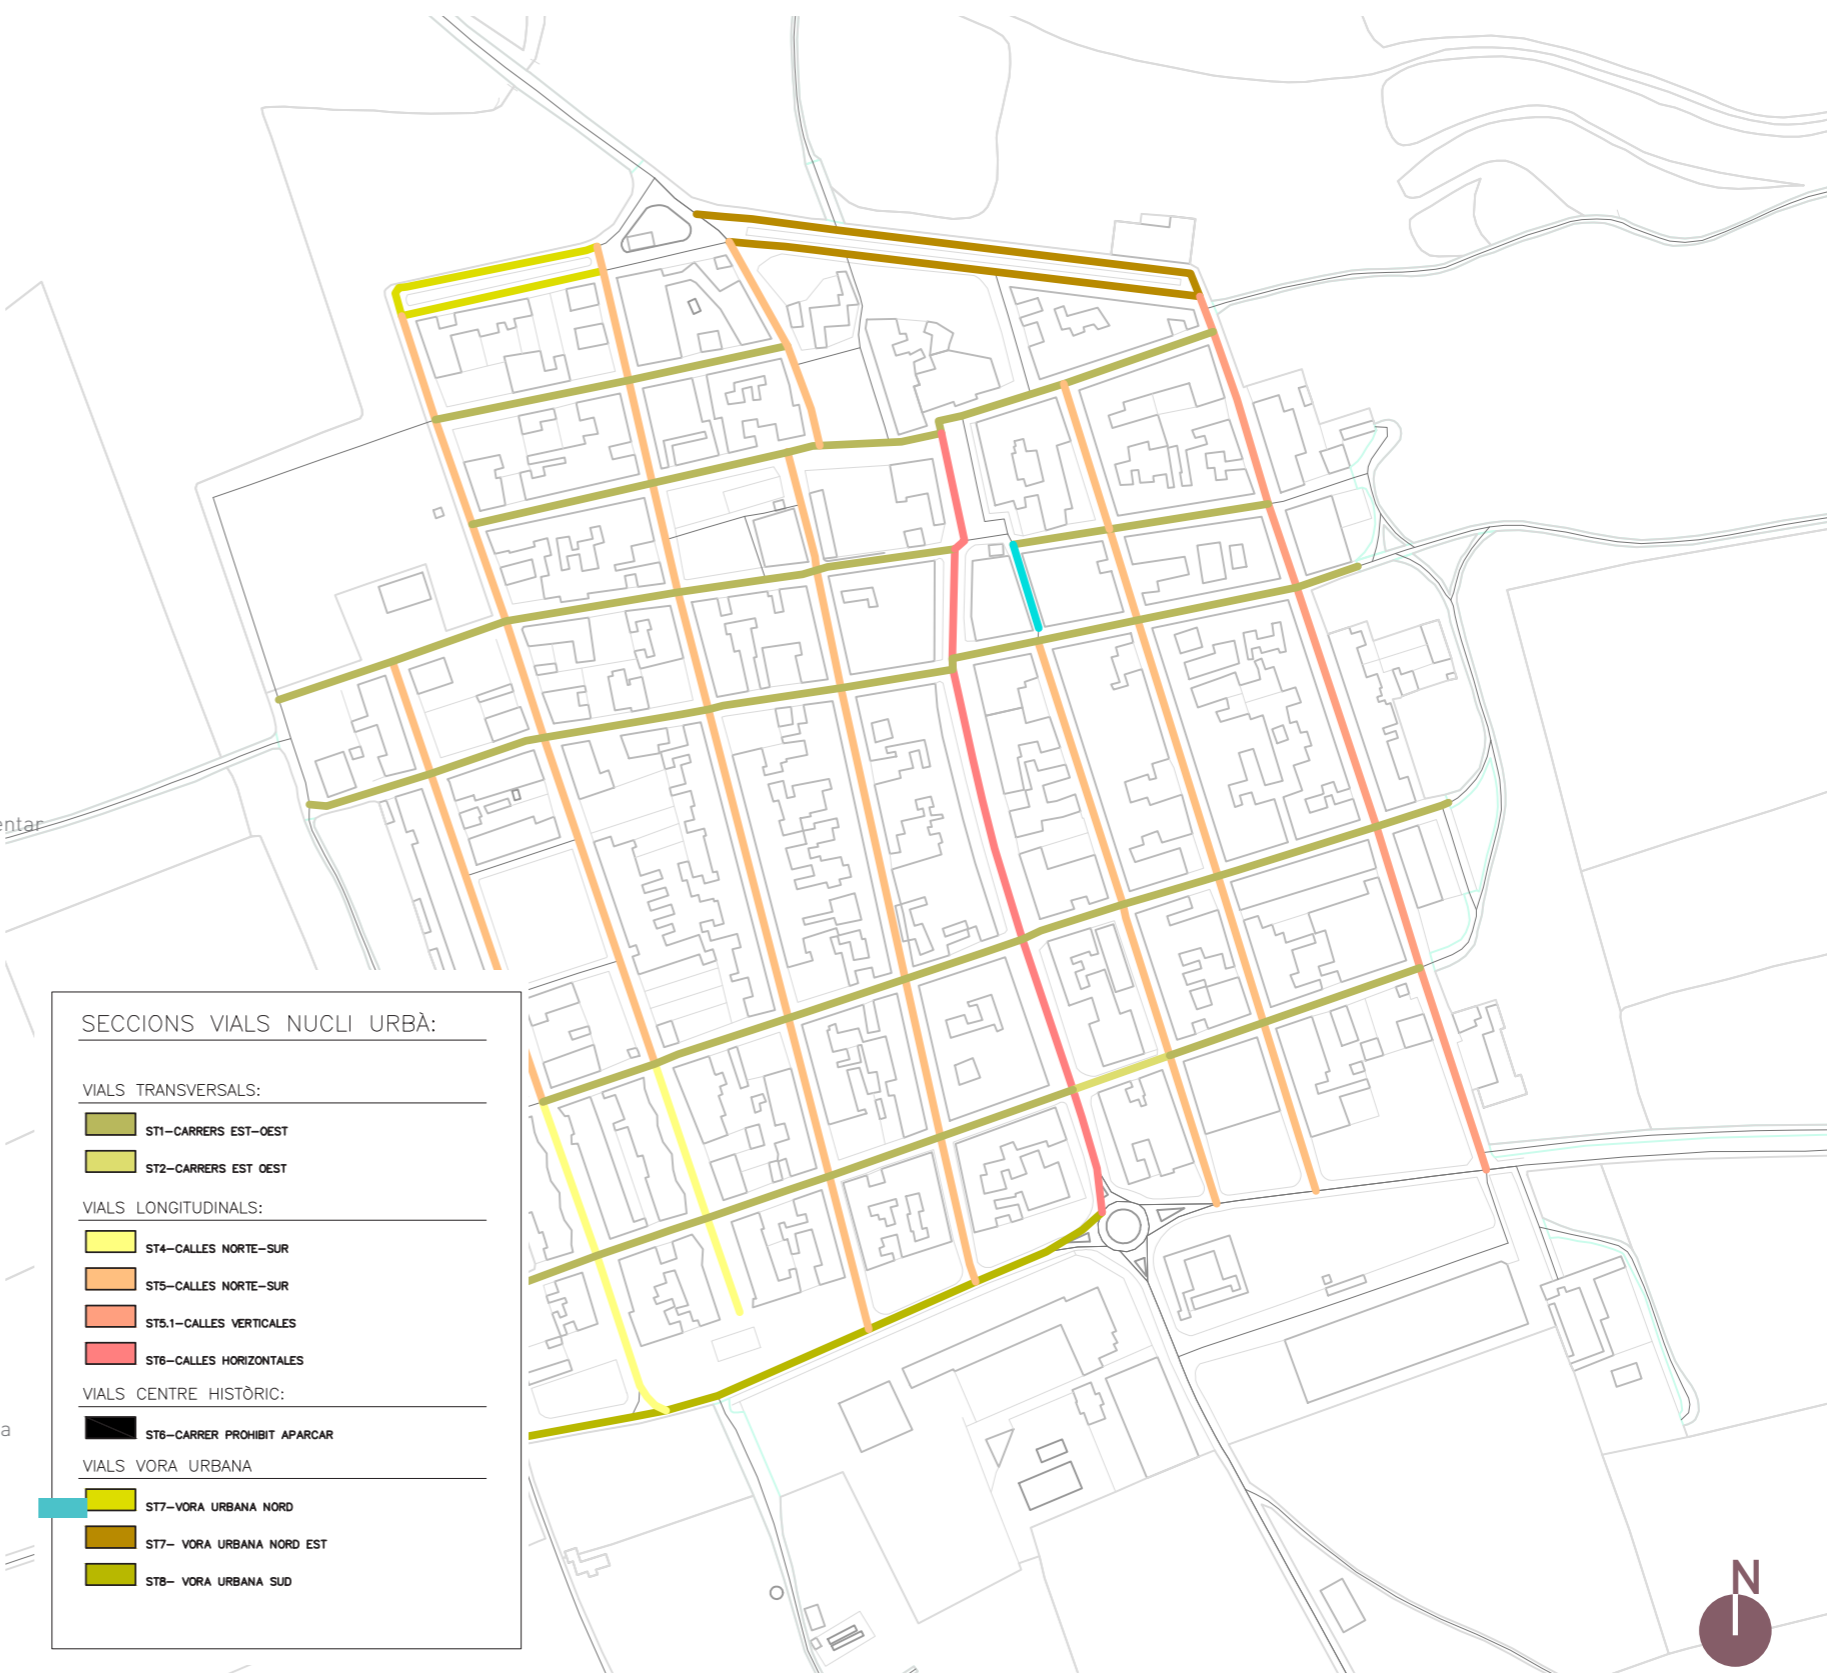 entar
SECCIONS VIALS NUCLI URBÀ:
VIALS TRANSVERSALS:
ST1-CARRERS EST-OEST
ST2-CARRERS EST OEST
VIALS LONGITUDINALS:
ST4-CALLES NORTE-SUR
ST5-CALLES NORTE-SUR
ST5.1-CALLES VERTICALES
ST6-CALLES HORIZONTALES
VIALS CENTRE HISTÒRIC:
ST6-CARRER PROHIBIT APARCAR
VIALS VORA URBANA
a
ST7-VORA URBANA NORD
ST7- VORA URBANA NORD EST
ST8- VORA URBANA SUD
N